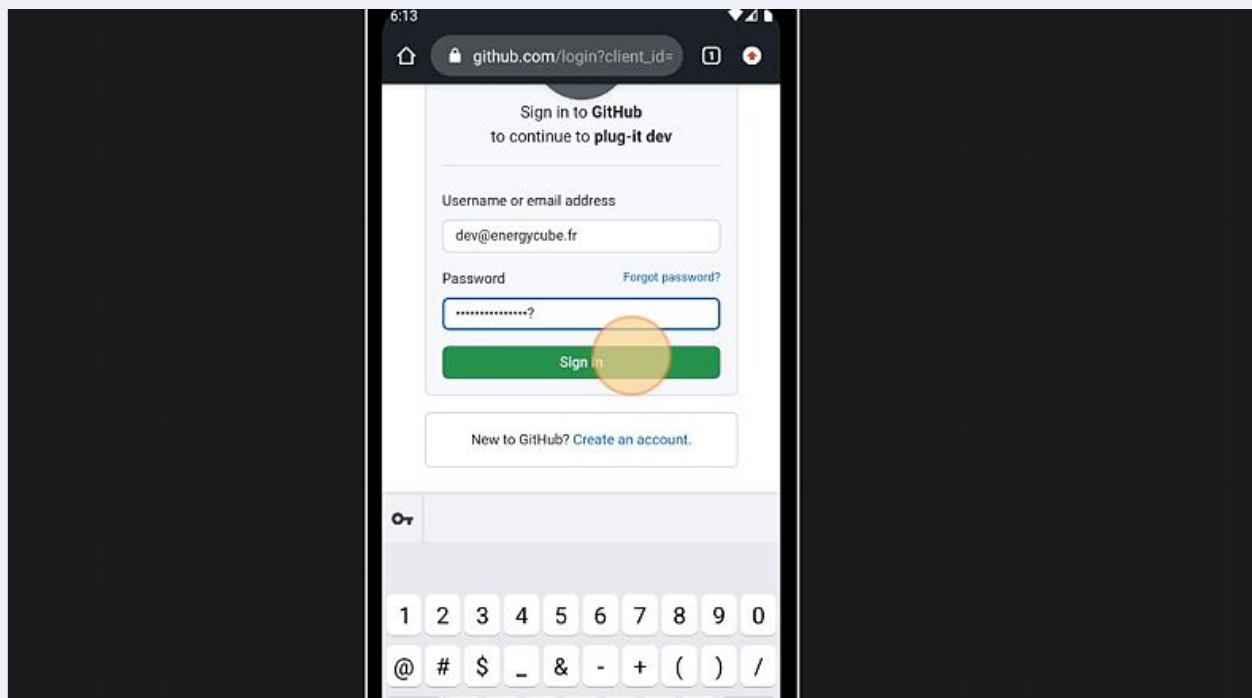 6:13
github.com/login?client_id=
1
Sign in to GitHub
to continue to plug-it dev
Username or email address
dev@energycube.fr
Password Forgot password?
•••••••••••••••?
Sign in
New to GitHub? Create an account.
1 2 3 4 5 6 7 8 9 0
@ # $ _ & - + ( ) /